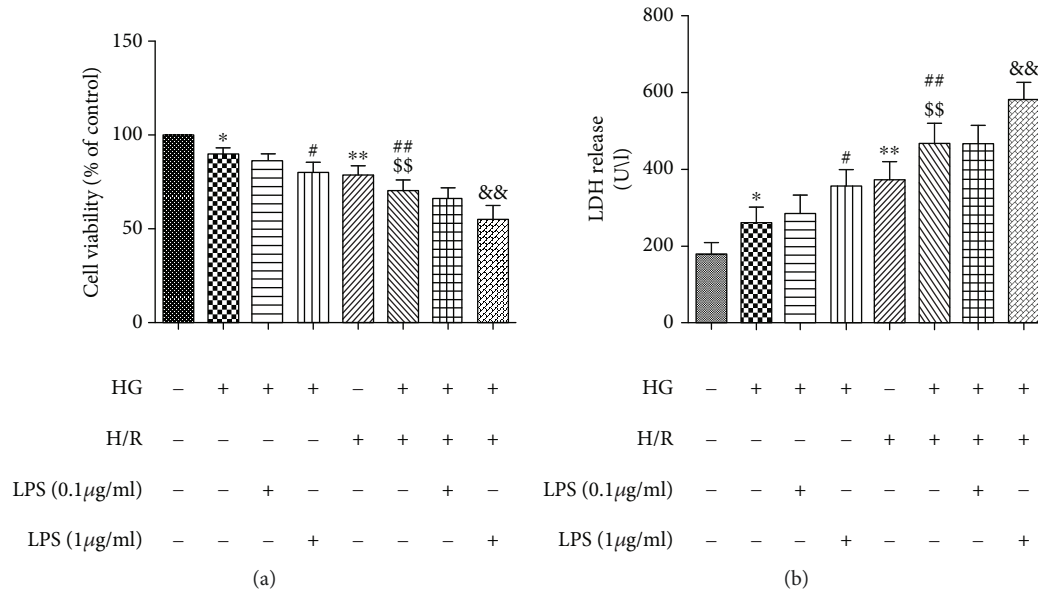 150
100
50
0
Cell viability (% of control)
*
#
**
##
$$
&&
HG – + + + – + + +
H/R – – – – + + + +
LPS (0.1μg/ml) – – + – – – + –
LPS (1μg/ml) – – – + – – – +
(a)
800
600
400
200
0
LDH release
(U\l)
*
#
**
##
$$
&&
HG – + + + – + + +
H/R – – – – + + + +
LPS (0.1μg/ml) – – + – – – + –
LPS (1μg/ml) – – – + – – – +
(b)